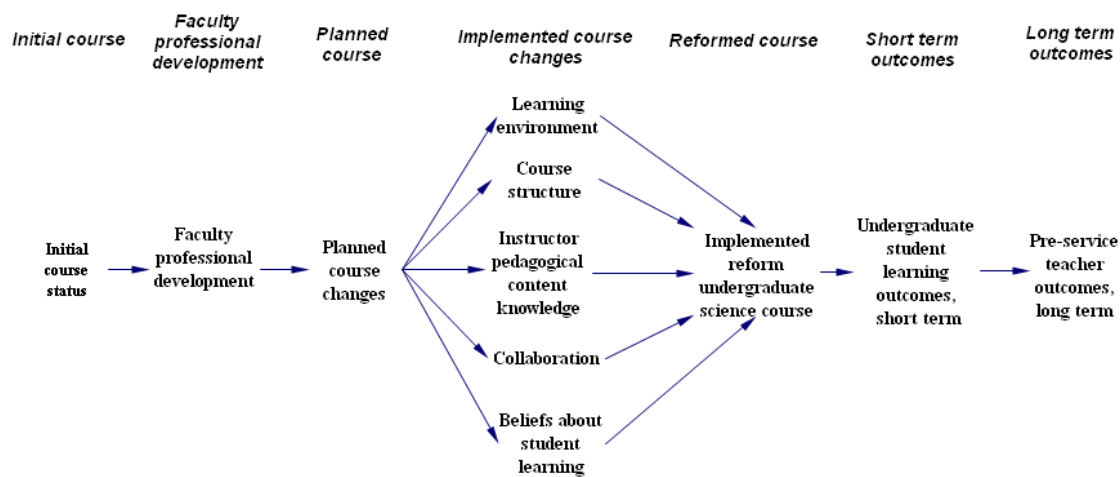 Initial course
Faculty
professional
development
Planned
course
Implemented course
changes
Reformed course
Short term
outcomes
Long term
outcomes
Initial
course
status
Faculty
professional
development
Planned
course
changes
Learning
environment
Course
structure
Instructor
pedagogical
content
knowledge
Collaboration
Beliefs about
student
learning
Implemented
reform
undergraduate
science course
Undergraduate
student
learning
outcomes,
short term
Pre-service
teacher
outcomes,
long term